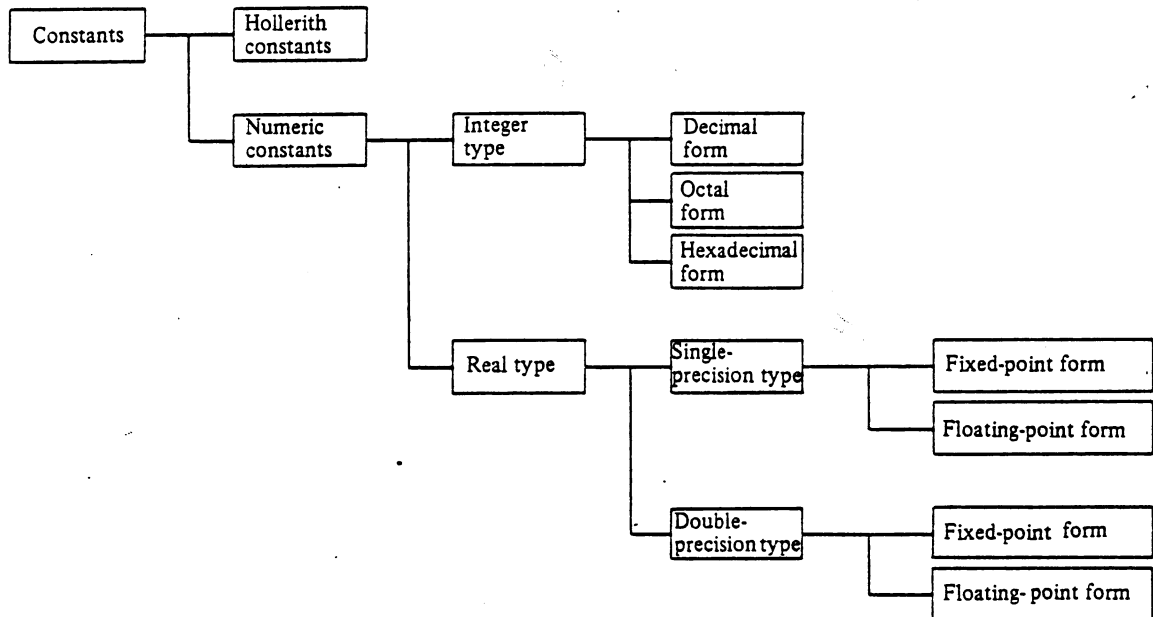 Constants
Hollerith
constants
Numeric
constants
Integer
type
Decimal
form
Octal
form
Hexadecimal
form
Real type
Single-
precision type
Fixed-point form
Floating-point form
Double-
precision type
Fixed-point form
Floating-point form